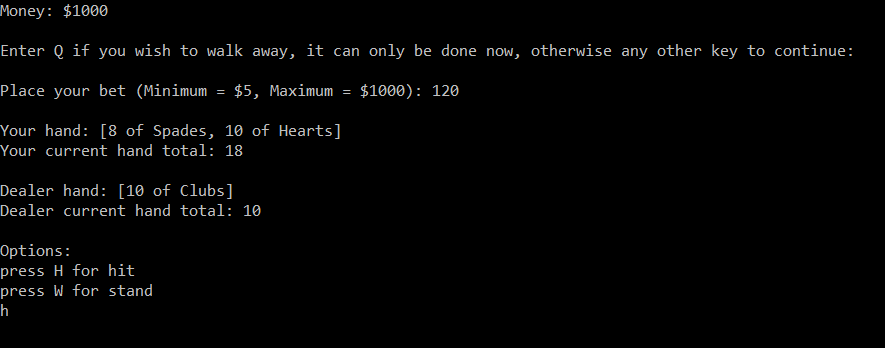 Money: $1000
Enter Q if you wish to walk away, it can only be done now, otherwise any other key to continue:
Place your bet (Minimum = $5, Maximum = $1000): 120
Your hand: [8 of Spades, 10 of Hearts]
Your current hand total: 18
Dealer hand: [10 of Clubs]
Dealer current hand total: 10
Options:
press H for hit
press W for stand
h